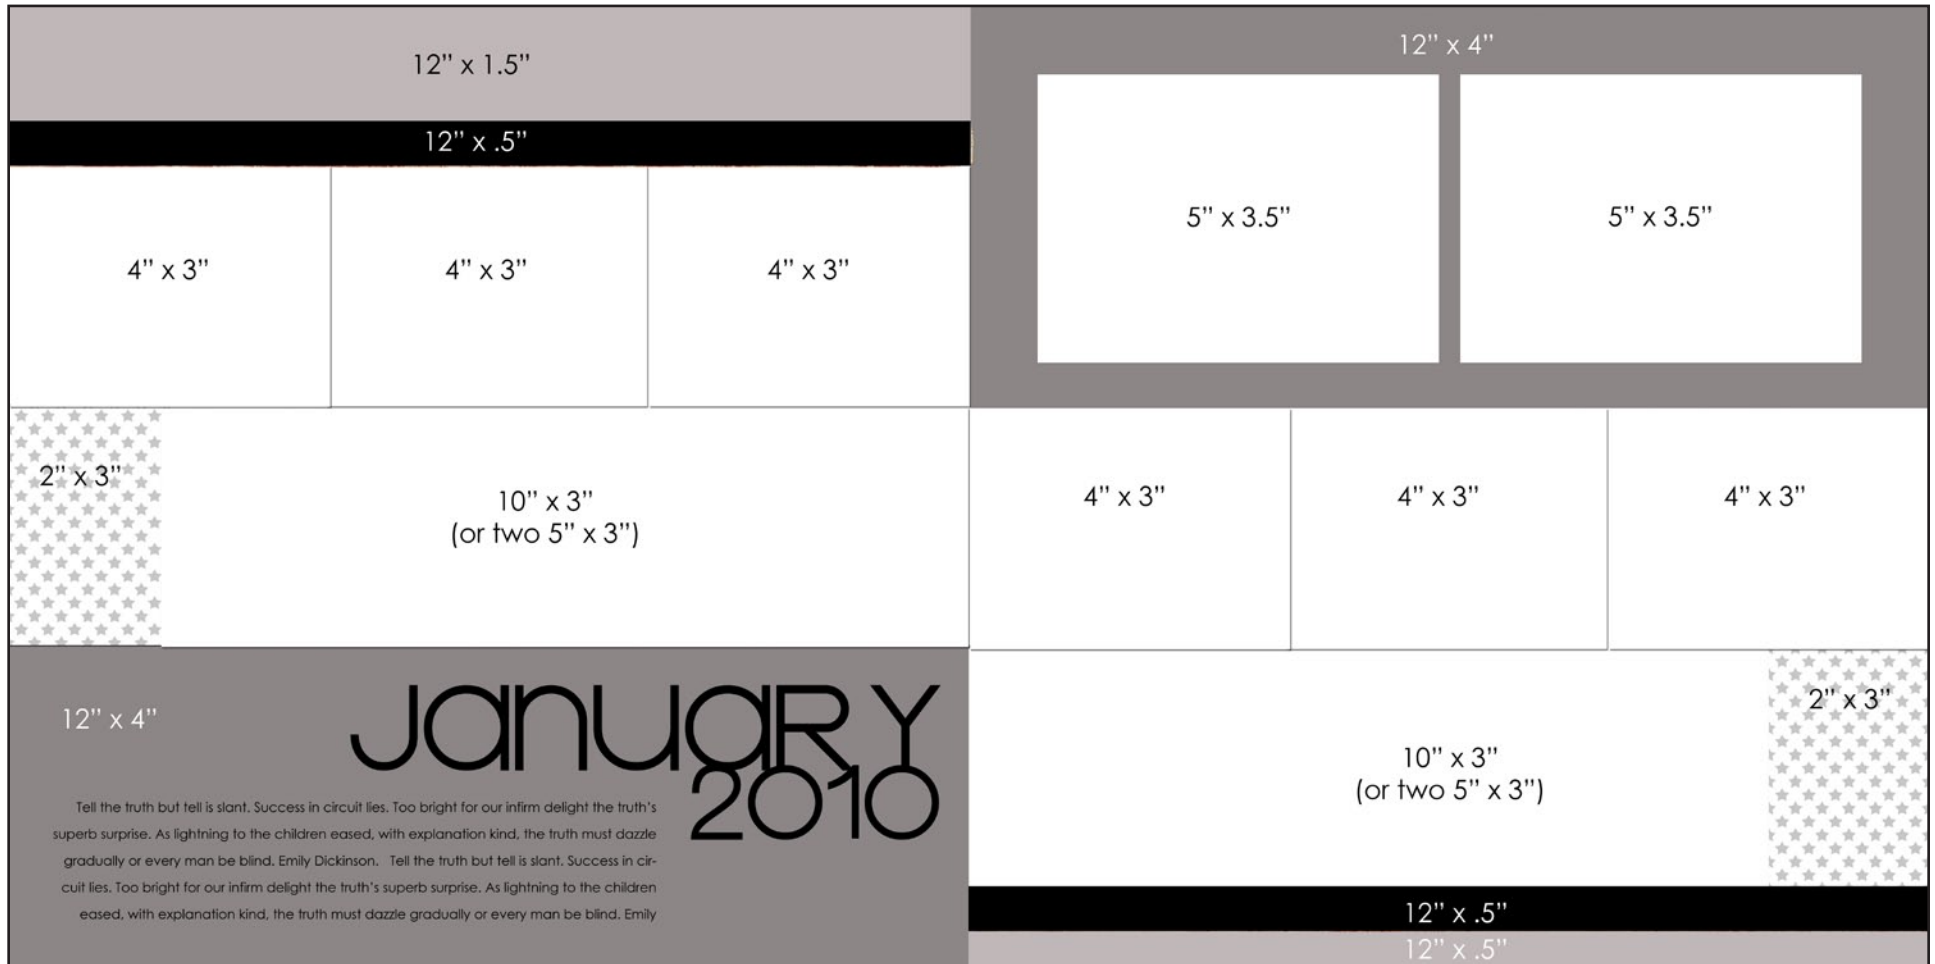 12” x 1.5”
12” x .5”
4” x 3”
4” x 3”
4” x 3”
2” x 3”
10” x 3”
(or two 5” x 3”)
12” x 4”
JanuaRY
2010
Tell the truth but tell is slant. Success in circuit lies. Too bright for our infirm delight the truth’s
superb surprise. As lightning to the children eased, with explanation kind, the truth must dazzle
gradually or every man be blind. Emily Dickinson.   Tell the truth but tell is slant. Success in cir-
cuit lies. Too bright for our infirm delight the truth’s superb surprise. As lightning to the children
eased, with explanation kind, the truth must dazzle gradually or every man be blind. Emily
12” x 4”
5” x 3.5”
5” x 3.5”
4” x 3”
4” x 3”
4” x 3”
10” x 3”
(or two 5” x 3”)
2” x 3”
12” x .5”
12” x .5”